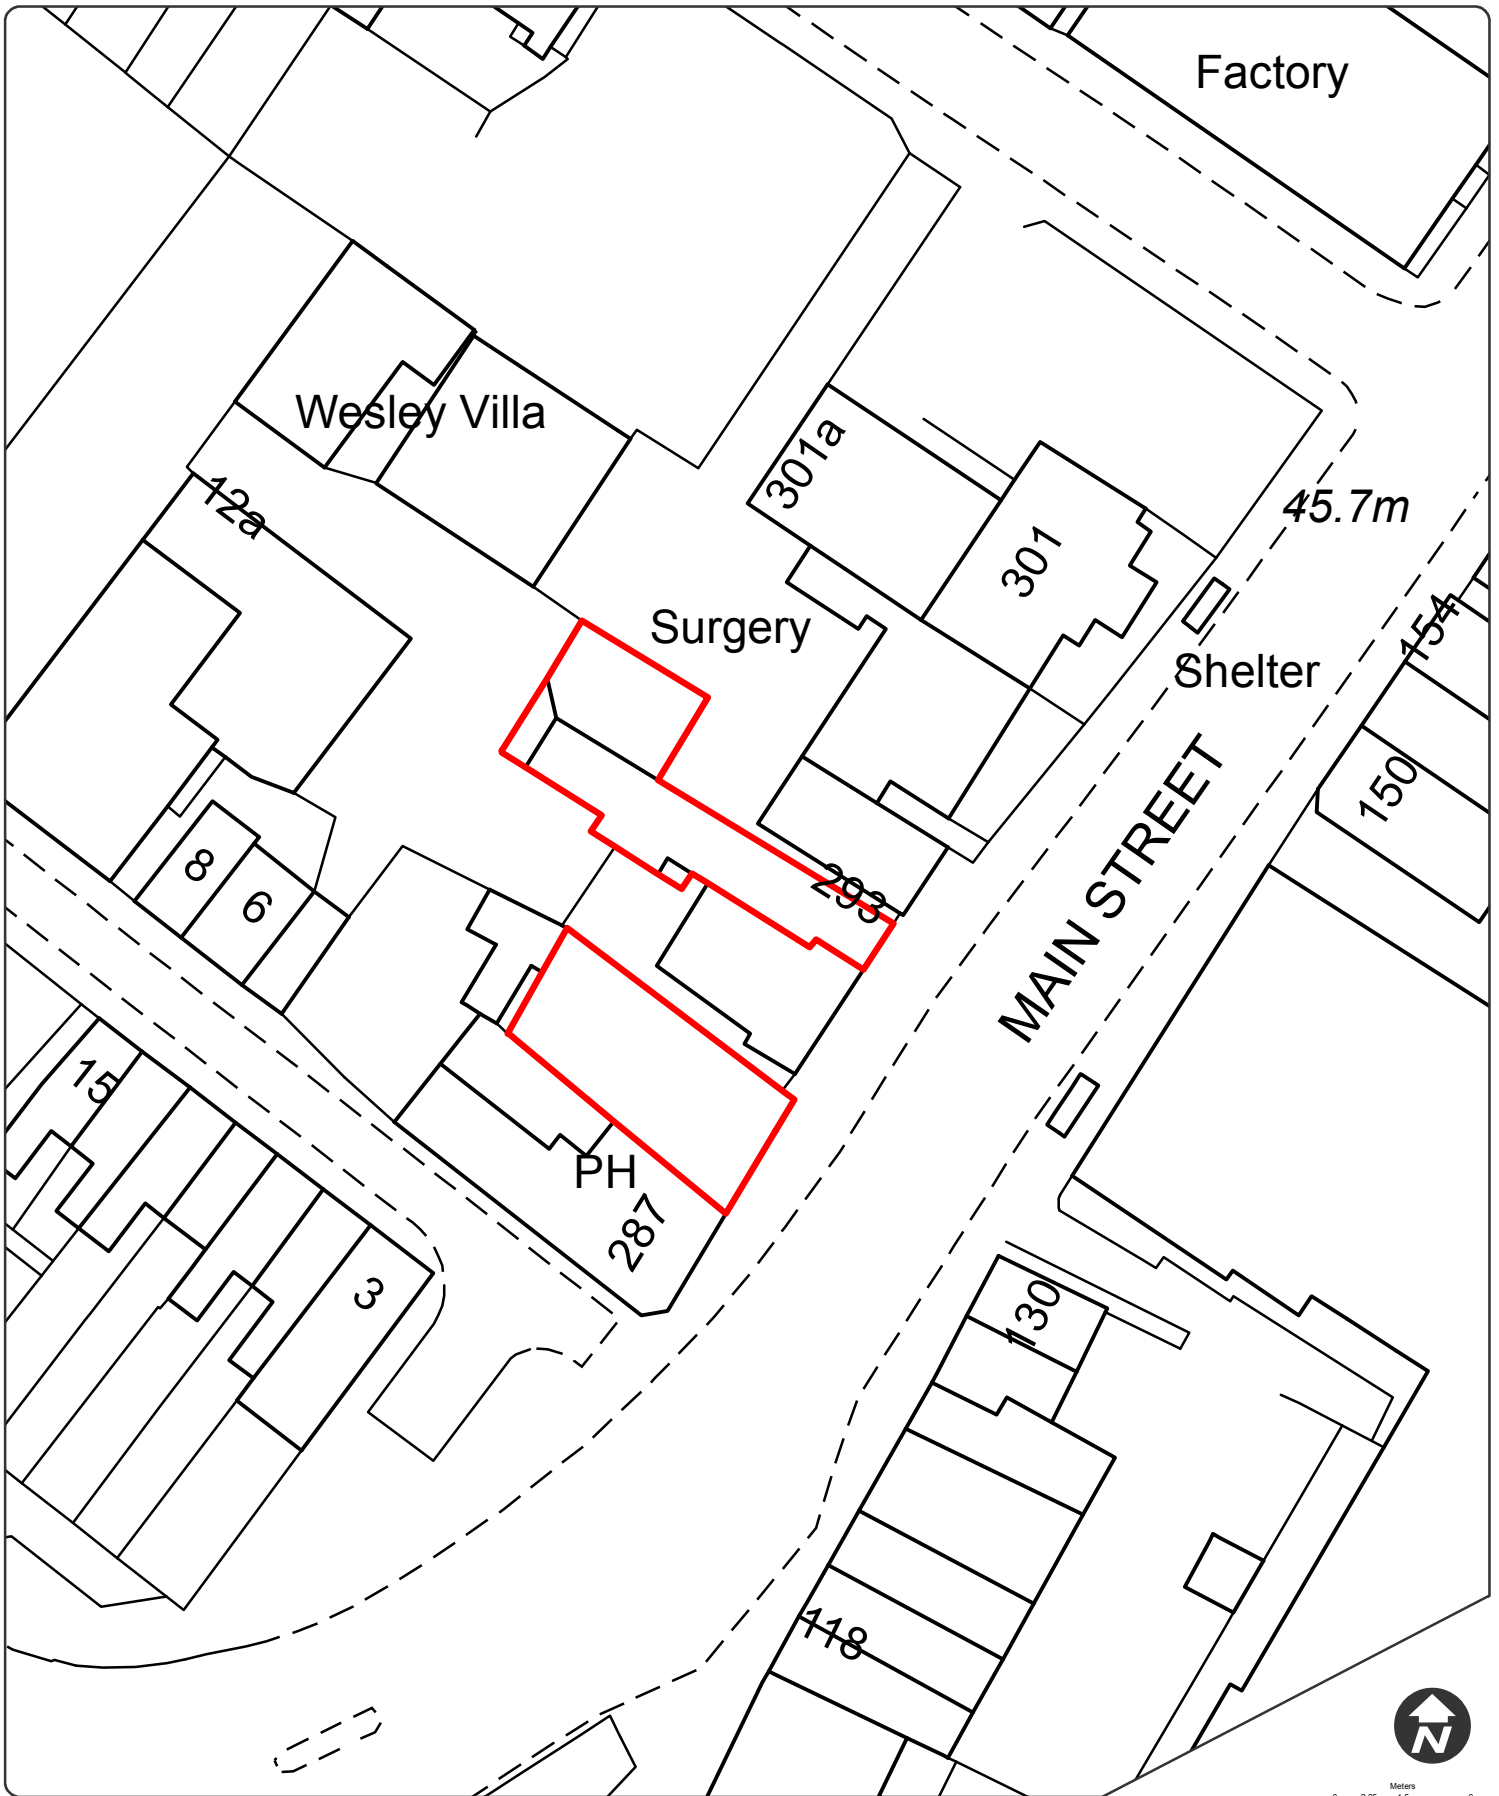 Factory
Wesley Villa
301a
12a
45.7m
301
Surgery
154
Shelter
150
MAIN STREET
8
293
6
15
PH
287
3
130
118
N
Meters